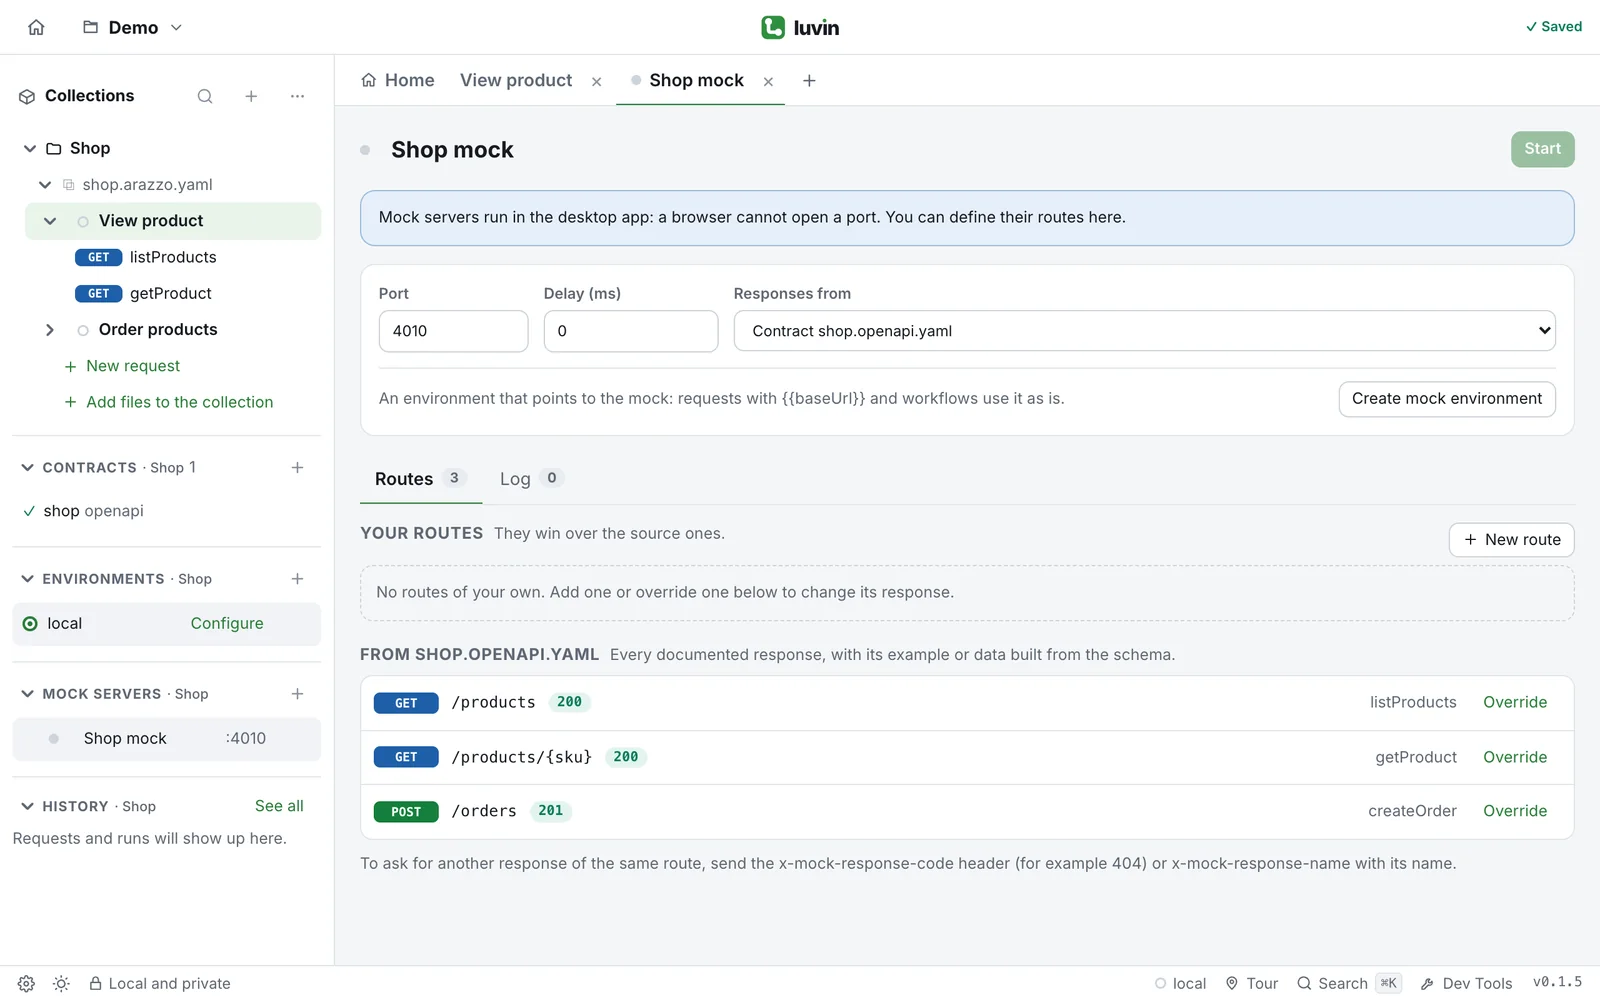 Demo
luvin
Saved
Collections
Home
View product
Shop mock
Shop
shop.arazzo.yaml
View product
GET listProducts
GET getProduct
Order products
+ New request
+ Add files to the collection
CONTRACTS · Shop 1
shop openapi
ENVIRONMENTS · Shop
local Configure
MOCK SERVERS · Shop
Shop mock :4010
HISTORY · Shop See all
Requests and runs will show up here.
Shop mock
Start
Mock servers run in the desktop app: a browser cannot open a port. You can define their routes here.
Port Delay (ms) Responses from
4010 0 Contract shop.openapi.yaml
An environment that points to the mock: requests with {{baseUrl}} and workflows use it as is.
Create mock environment
Routes 3 Log 0
YOUR ROUTES They win over the source ones.
+ New route
No routes of your own. Add one or override one below to change its response.
FROM SHOP.OPENAPI.YAML Every documented response, with its example or data built from the schema.
GET /products 200 listProducts Override
GET /products/{sku} 200 getProduct Override
POST /orders 201 createOrder Override
To ask for another response of the same route, send the x-mock-response-code header (for example 404) or x-mock-response-name with its name.
Local and private
local Tour Search ⌘K Dev Tools v0.1.5